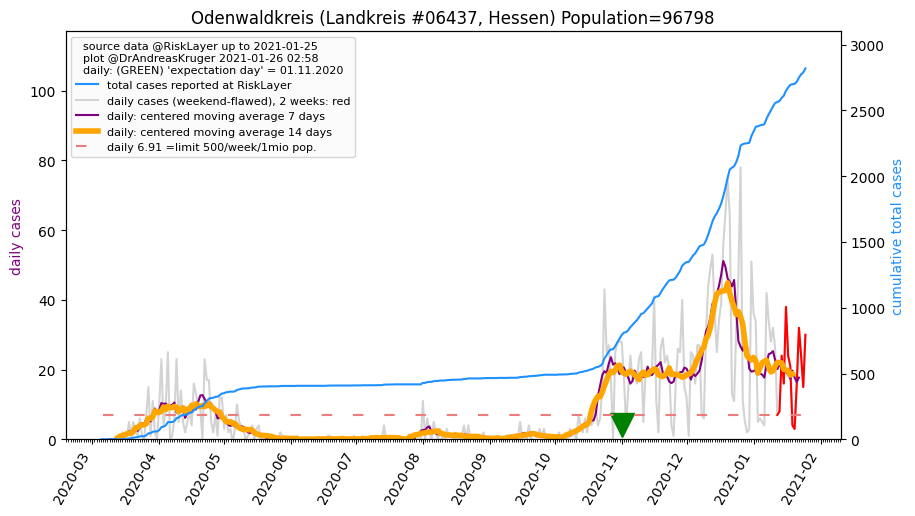 Odenwaldkreis (Landkreis #06437, Hessen) Population=96798
source data @RiskLayer up to 2021-01-25
plot @DrAndreasKruger 2021-01-26 02:58
daily: (GREEN) 'expectation day' = 01.11.2020
total cases reported at RiskLayer
daily cases (weekend-flawed), 2 weeks: red
daily: centered moving average 7 days
daily: centered moving average 14 days
daily 6.91 =limit 500/week/1mio pop.
daily cases
100
80
60
40
20
0
cumulative total cases
3000
2500
2000
1500
1000
500
0
2020-03
2020-04
2020-05
2020-06
2020-07
2020-08
2020-09
2020-10
2020-11
2020-12
2021-01
2021-02